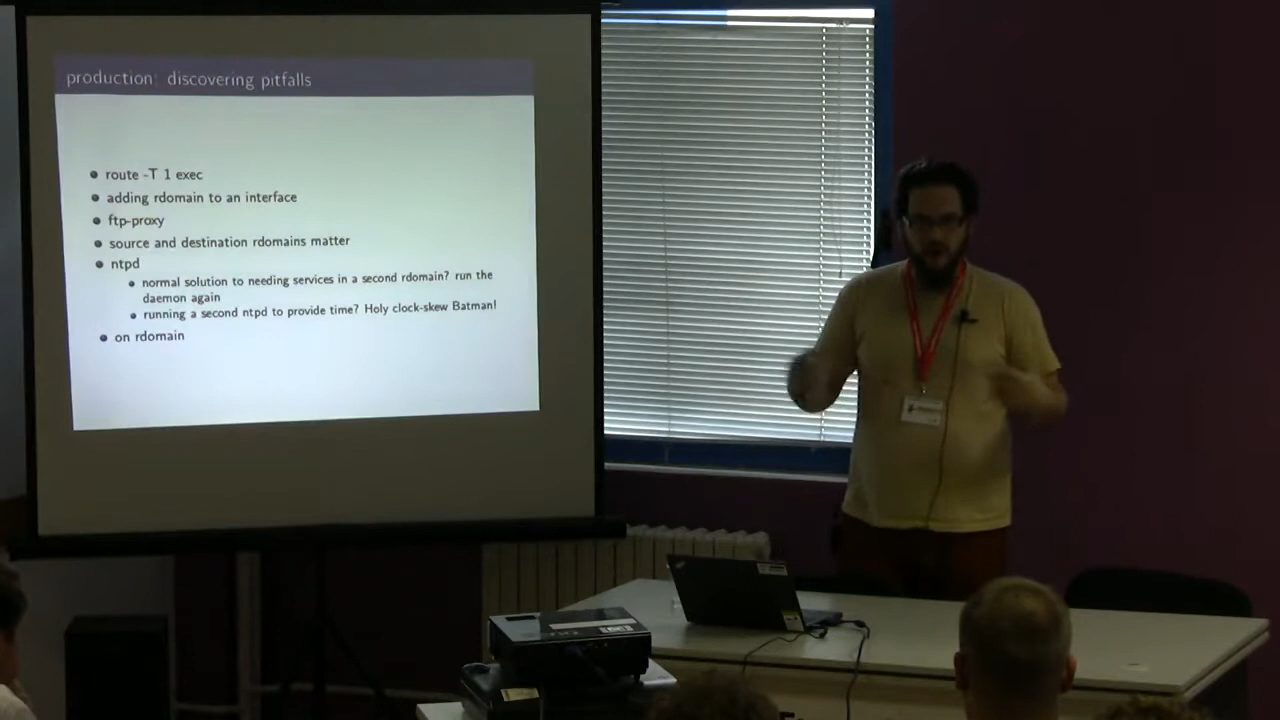 production: discovering pitfalls
route -T 1 exec
adding rdomain to an interface
ftp-proxy
source and destination rdomains matter
ntpd
normal solution to needing services in a second rdomain? run the
daemon again
running a second ntpd to provide time? Holy clock-skew Batman!
on rdomain